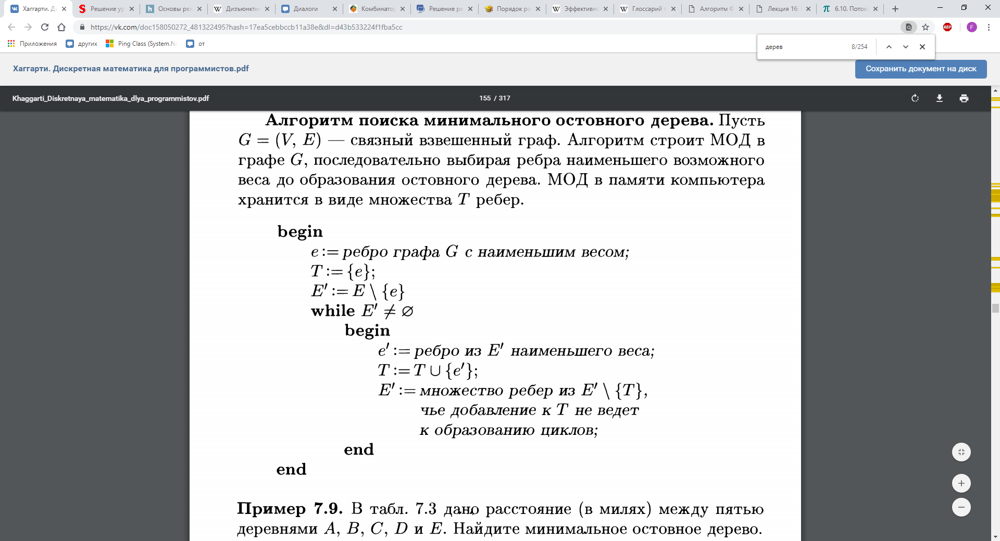 Хаггарти. Д
Решение ур
Основы рел
Дизъюнкти
Диалоги
Комбинатор
Решение ре
Порядок ро
Эффективн
Глоссарий т
Алгоритм Ф
Лекция 16:
6.10. Поток
https://vk.com/doc158050272_481322495?hash=17ea5cebbccb11a38e&dl=d43b533224f1fba5cc
ABP
F
Приложения
других
Ping Class (System.Ne
от
дерев 8/254
Хаггарти. Дискретная математика для программистов.pdf
Сохранить документ на диск
Khaggarti_Diskretnaya_matematika_dlya_programmistov.pdf
155 / 317
Алгоритм поиска минимального остовного дерева. Пусть
G = (V, E) — связный взвешенный граф. Алгоритм строит МОД в
графе G, последовательно выбирая ребра наименьшего возможного
веса до образования остовного дерева. МОД в памяти компьютера
хранится в виде множества T ребер.
begin
e := ребро графа G с наименьшим весом;
T := {e};
E′ := E \ {e}
while E′ ≠ ∅
begin
e′ := ребро из E′ наименьшего веса;
T := T ∪ {e′};
E′ := множество ребер из E′ \ {T},
чье добавление к T не ведет
к образованию циклов;
end
end
Пример 7.9. В табл. 7.3 дано расстояние (в милях) между пятью
деревнями A, B, C, D и E. Найдите минимальное остовное дерево.